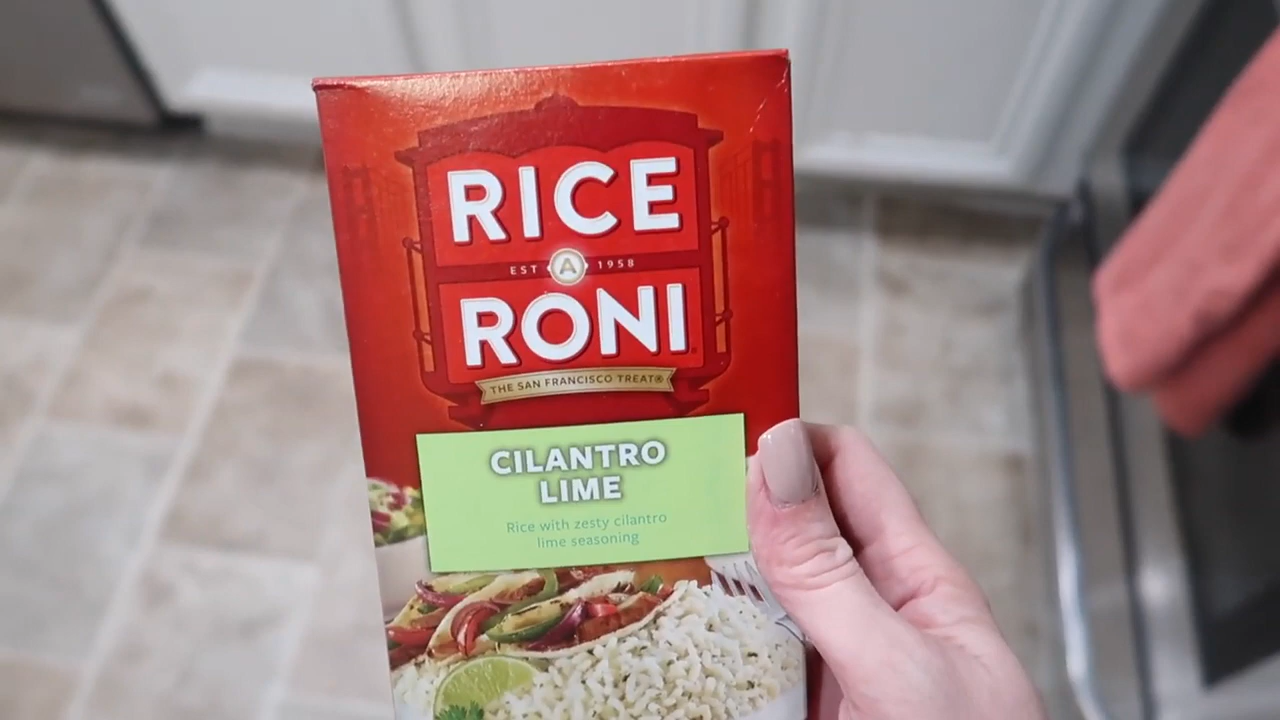 RICE
EST A 1958
RONI
THE SAN FRANCISCO TREAT®
CILANTRO
LIME
Rice with zesty cilantro
lime seasoning